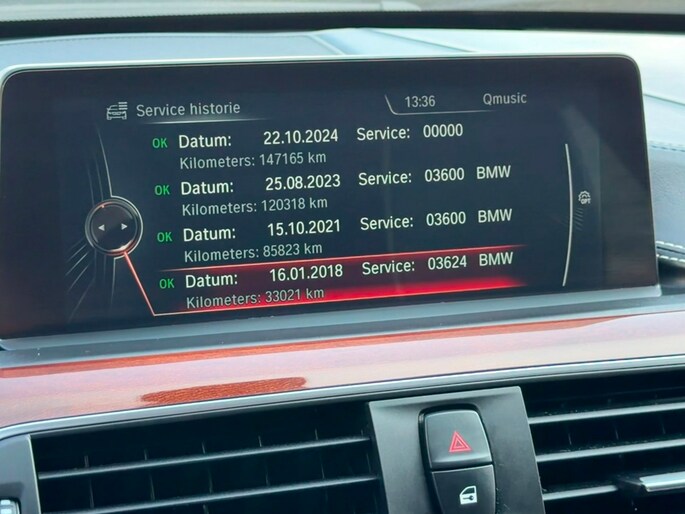 Service historie 13:36 Qmusic
OK Datum: 22.10.2024 Service: 00000
Kilometers: 147165 km
OK Datum: 25.08.2023 Service: 03600 BMW
Kilometers: 120318 km
OK Datum: 15.10.2021 Service: 03600 BMW
Kilometers: 85823 km
OK Datum: 16.01.2018 Service: 03624 BMW
Kilometers: 33021 km